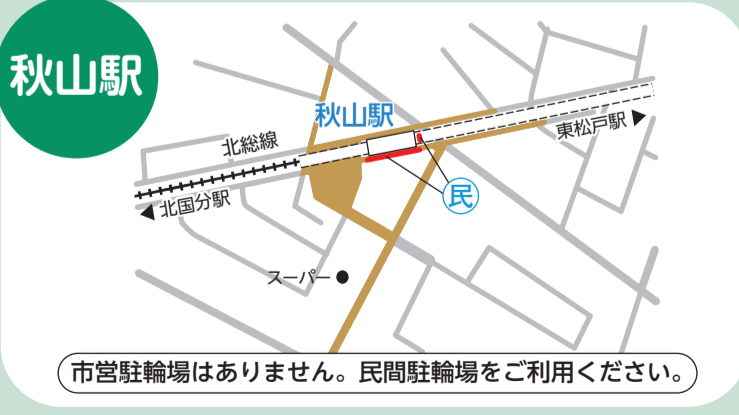 秋山駅
秋山駅
北総線
東松戸駅 ▶
◀ 北国分駅
民
スーパー ●
市営駐輪場はありません。民間駐輪場をご利用ください。